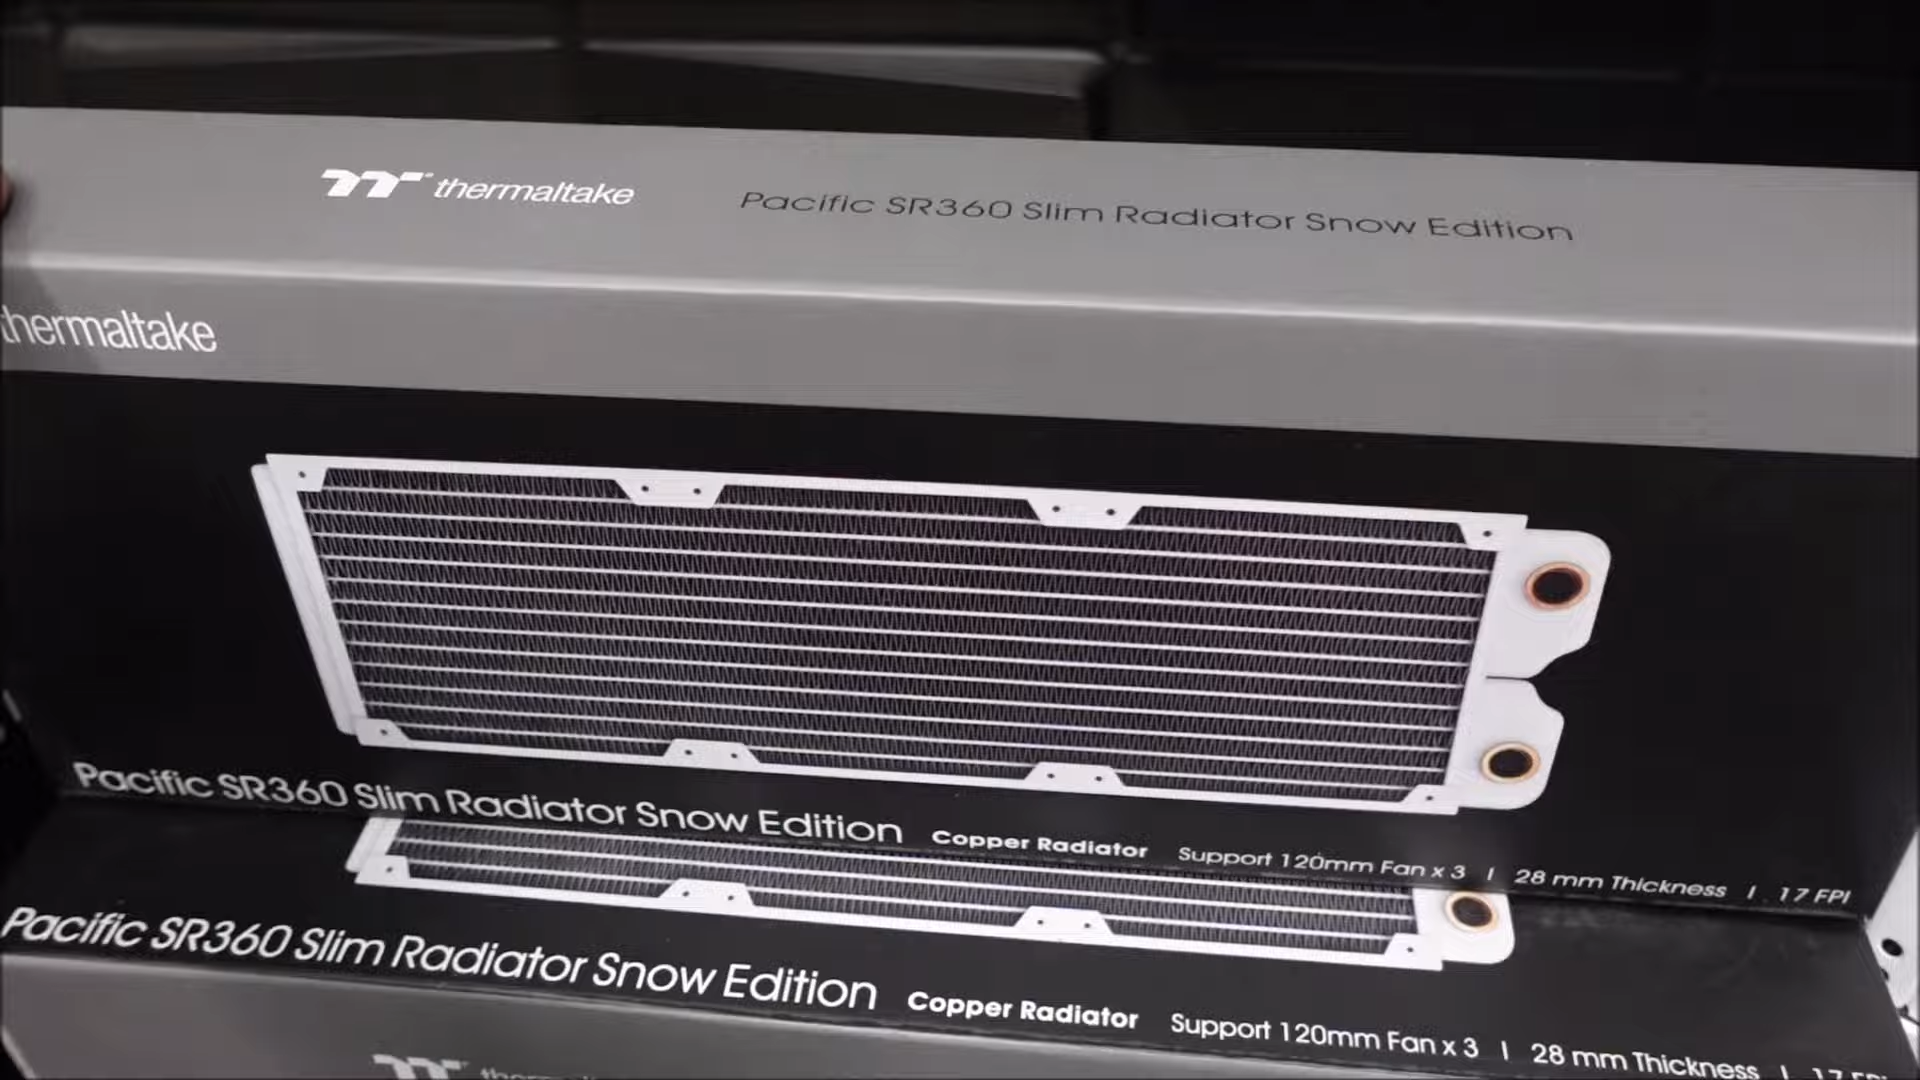 thermaltake Pacific SR360 Slim Radiator Snow Edition
thermaltake
Pacific SR360 Slim Radiator Snow Edition Copper Radiator Support 120mm Fan x 3 | 28 mm Thickness | 17 FPI
Pacific SR360 Slim Radiator Snow Edition Copper Radiator Support 120mm Fan x 3 | 28 mm Thickness | 17 FPI